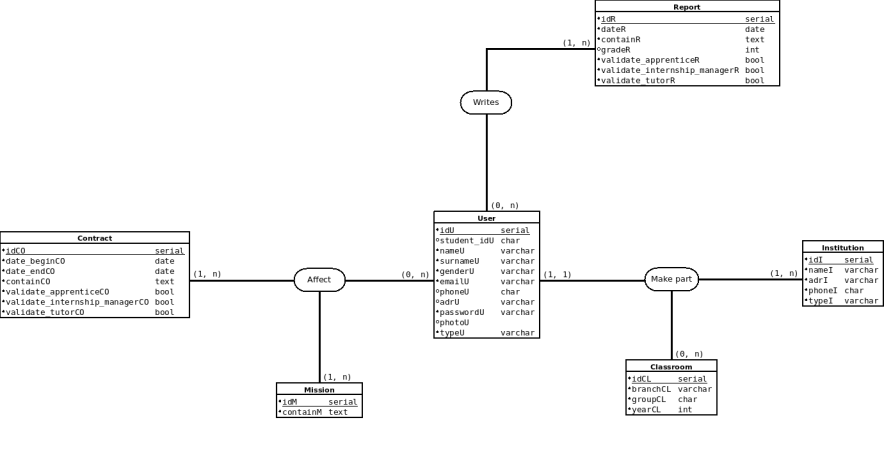 Report
idR serial
dateR date
containR text
gradeR int
validate_apprenticeR bool
validate_internship_managerR bool
validate_tutorR bool
(1, n)
Writes
(0, n)
User
idU serial
student_idU char
nameU varchar
surnameU varchar
genderU varchar
emailU varchar
phoneU char
adrU varchar
passwordU varchar
photoU
typeU varchar
Contract
idCO serial
date_beginCO date
date_endCO date
containCO text
validate_apprenticeCO bool
validate_internship_managerCO bool
validate_tutorCO bool
(1, n)
Affect
(0, n)
(1, 1)
Make part
(1, n)
Institution
idI serial
nameI varchar
adrI varchar
phoneI char
typeI varchar
(1, n)
Mission
idM serial
containM text
(0, n)
Classroom
idCL serial
branchCL varchar
groupCL char
yearCL int